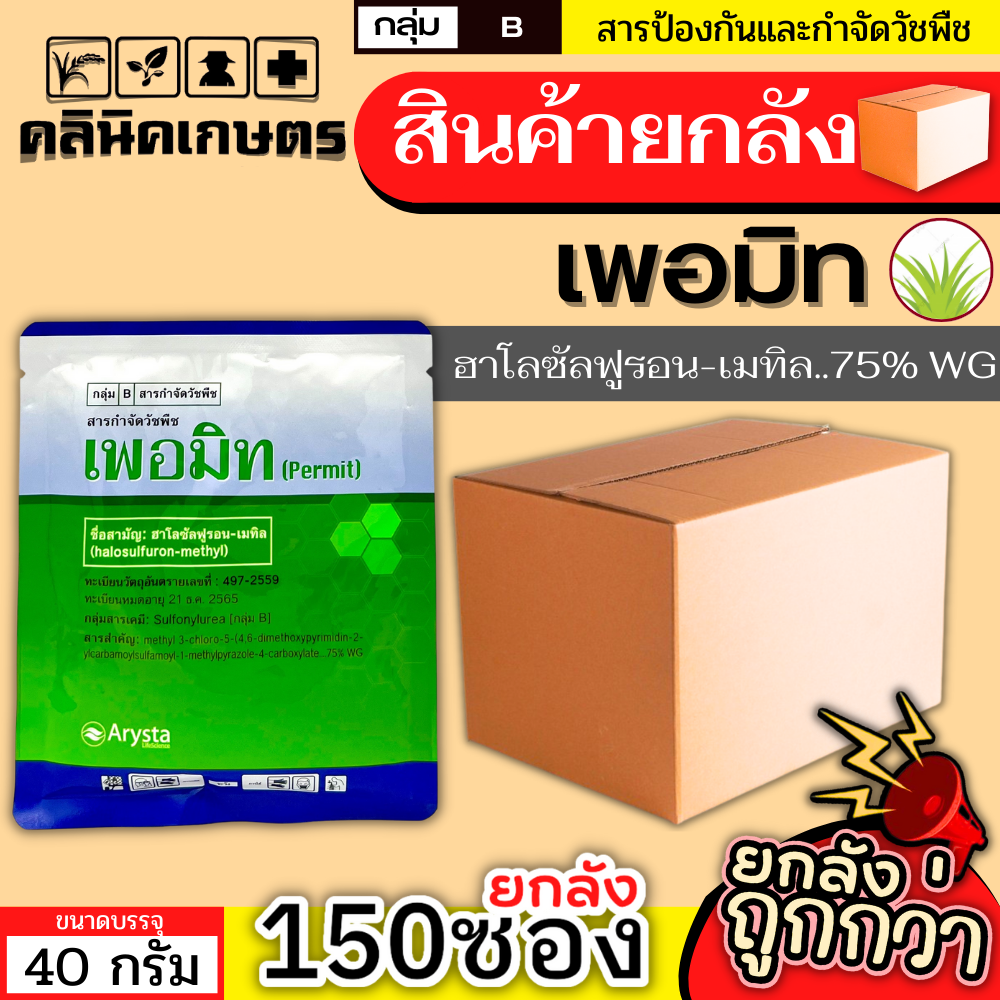 กลุ่ม B สารป้องกันและกำจัดวัชพืช
คลินิคเกษตร
สินค้ายกลัง
เพอมิท
ฮาโลซัลฟูรอน-เมทิล..75% WG
กลุ่ม B สารกำจัดวัชพืช
สารกำจัดวัชพืช
เพอมิท (Permit)
ชื่อสามัญ: ฮาโลซัลฟูรอน-เมทิล
(halosulfuron-methyl)
ทะเบียนวัตถุอันตรายเลขที่ : 497-2559
ทะเบียนหมดอายุ 21 ธ.ค. 2565
กลุ่มสารเคมี: Sulfonylurea [กลุ่ม B]
สารสำคัญ: methyl 3-chloro-5-(4,6-dimethoxypyrimidin-2-
ylcarbamoylsulfamoyl-1-methylpyrazole-4-carboxylate...75% WG
Arysta
LifeScience
ขนาดบรรจุ
40 กรัม
ยกลัง
150ซอง
ยกลัง
ถูกกว่า